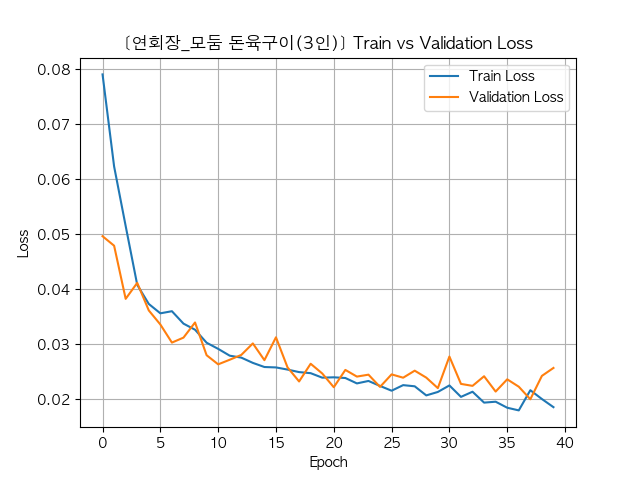 [연회장_모둠 돈육구이(3인)] Train vs Validation Loss
Train Loss
Validation Loss
Loss
0.08
0.07
0.06
0.05
0.04
0.03
0.02
0 5 10 15 20 25 30 35 40
Epoch